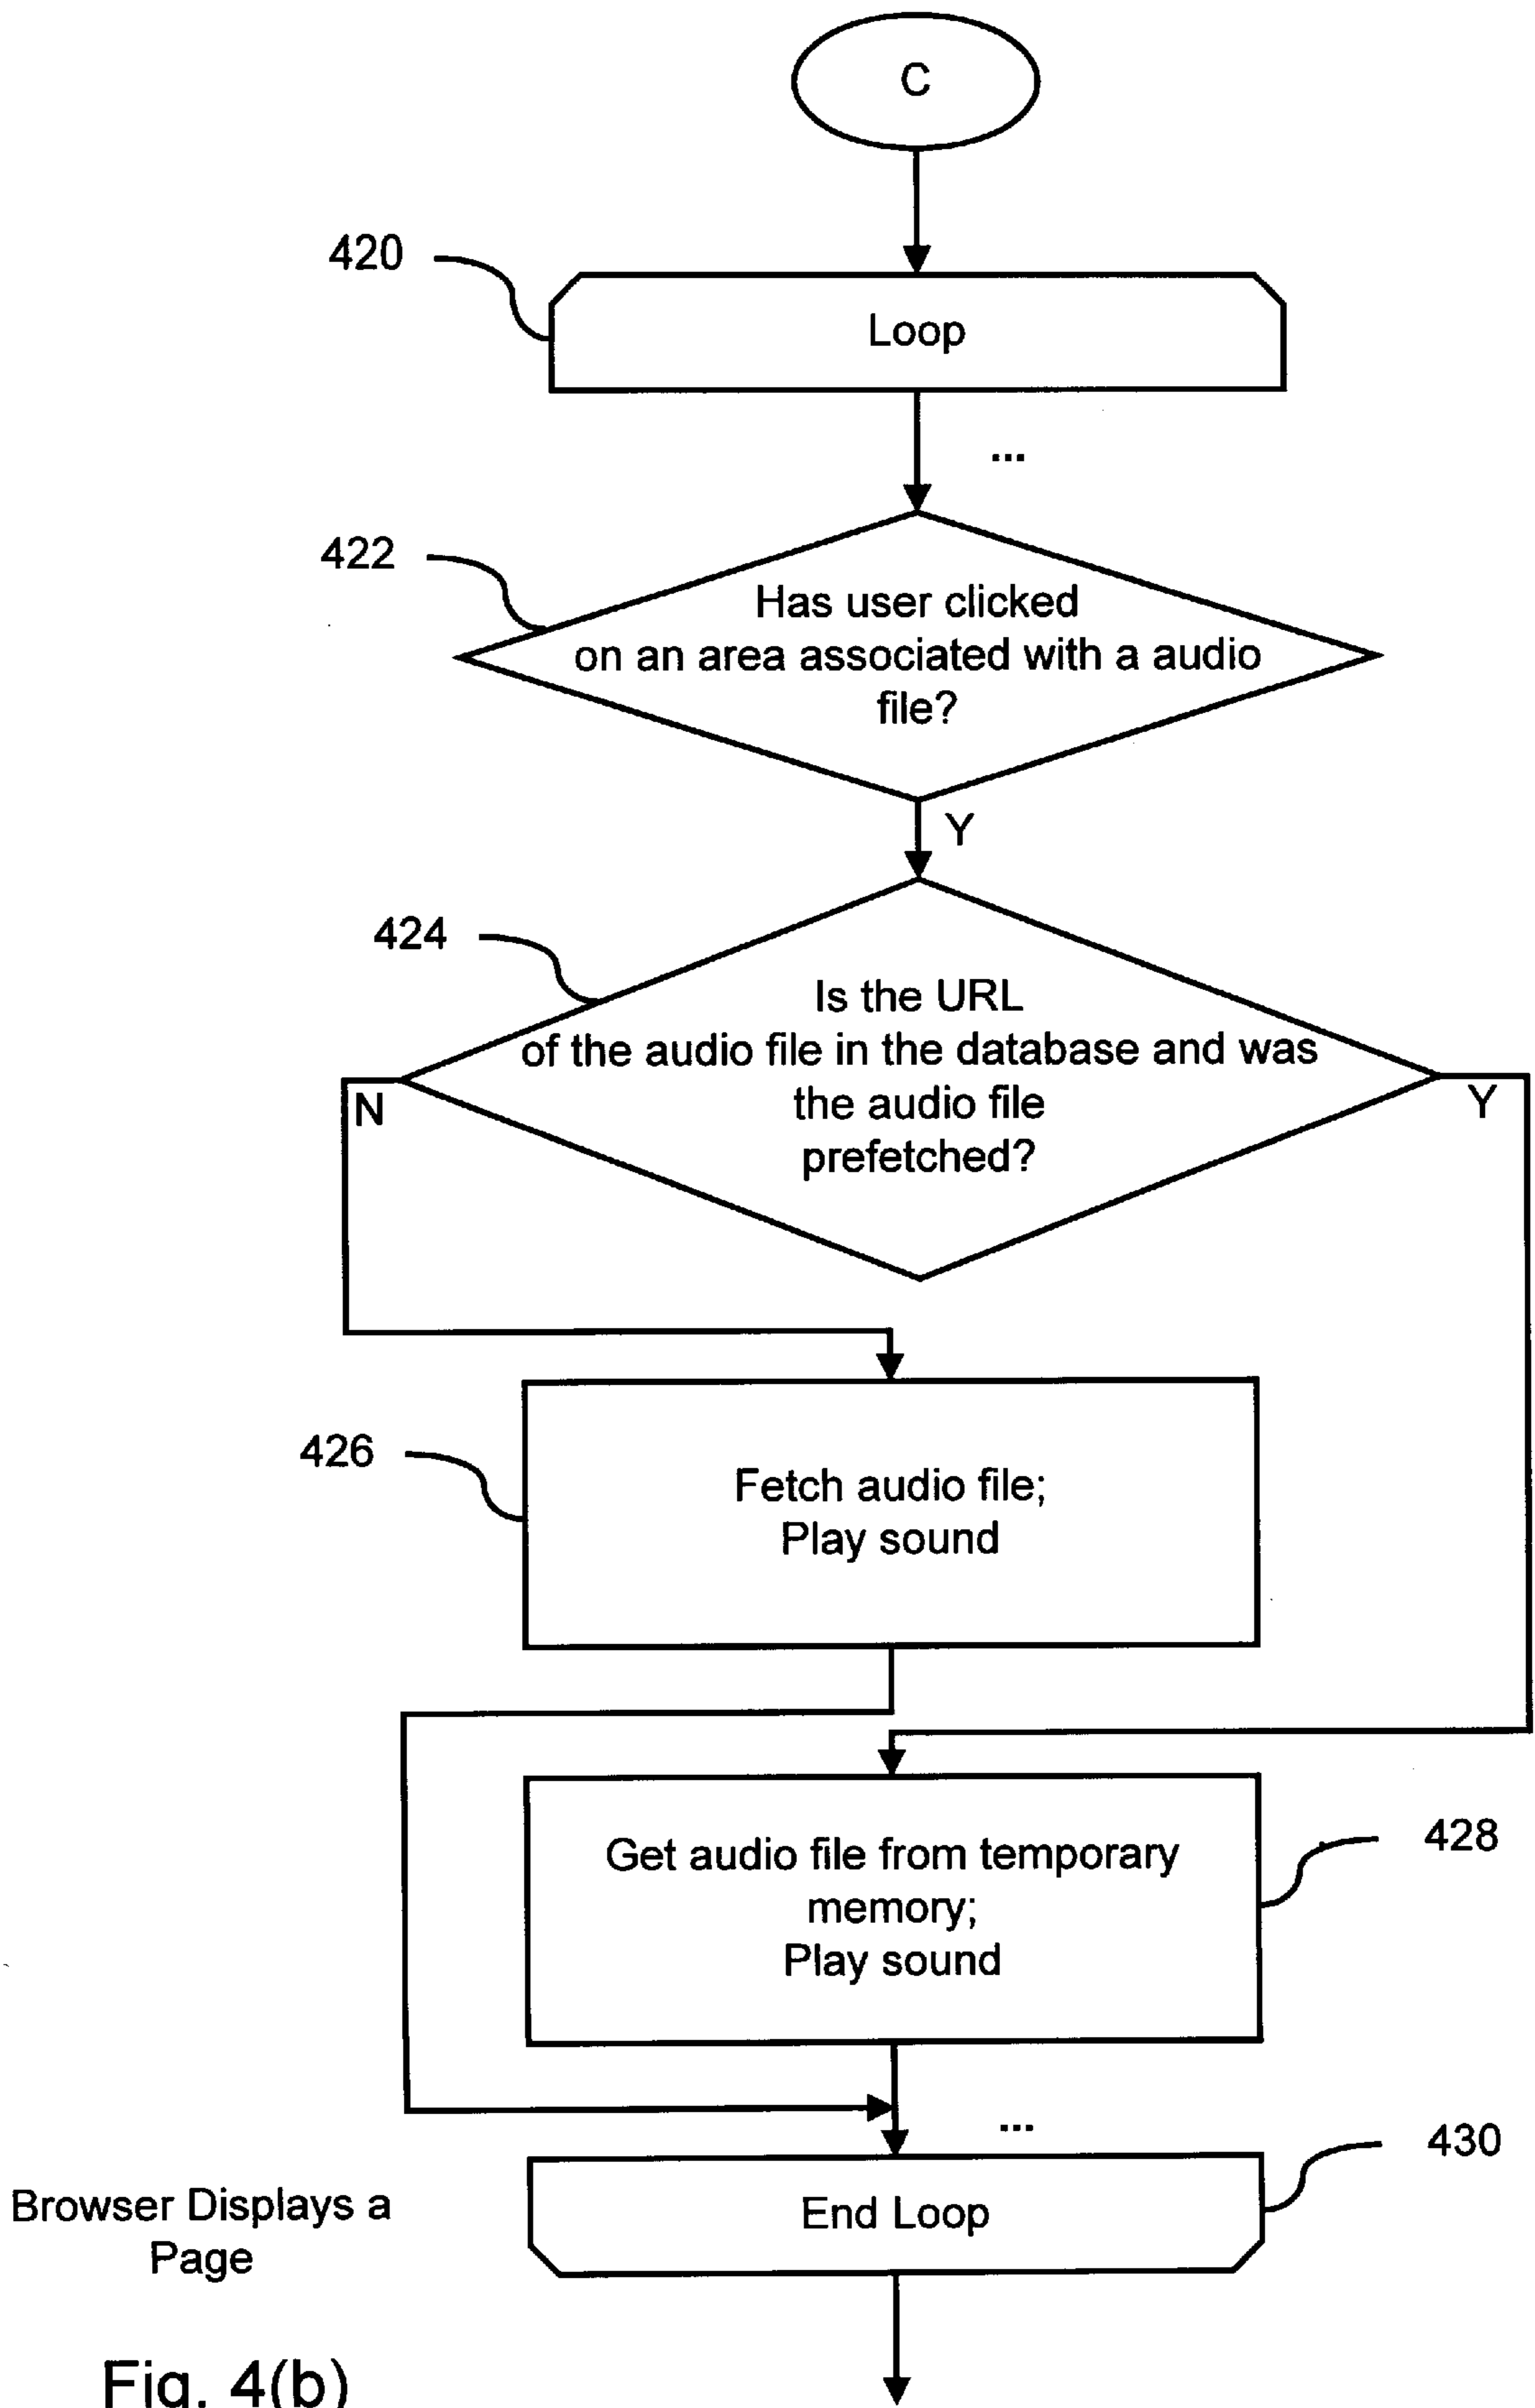 C
420
Loop
...
422
Has user clicked
on an area associated with a audio
file?
Y
424
Is the URL
of the audio file in the database and was
the audio file
prefetched?
N
Y
426
Fetch audio file;
Play sound
428
Get audio file from temporary
memory;
Play sound
...
430
End Loop
Browser Displays a
Page
Fig. 4(b)